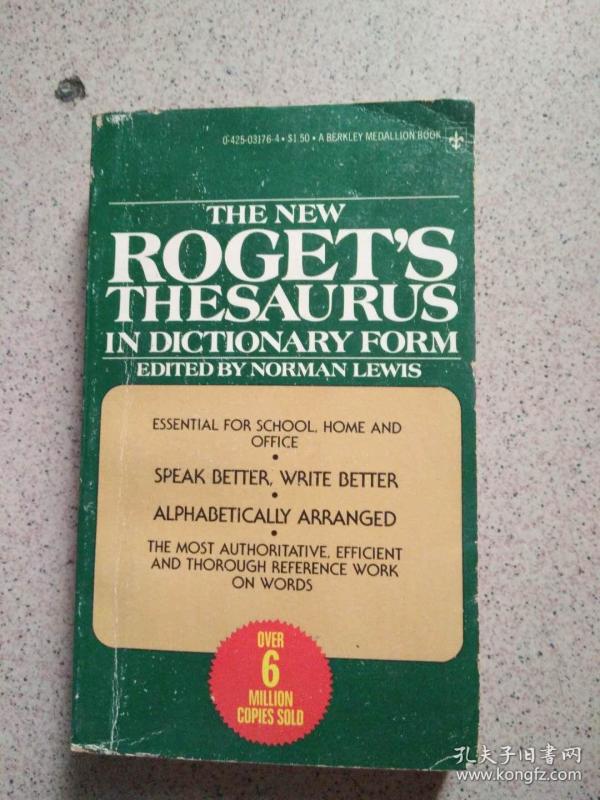 0-425-03176-4 • $1.50 • A BERKLEY MEDALLION BOOK
THE NEW
ROGET'S
THESAURUS
IN DICTIONARY FORM
EDITED BY NORMAN LEWIS
ESSENTIAL FOR SCHOOL, HOME AND
OFFICE
•
SPEAK BETTER, WRITE BETTER
•
ALPHABETICALLY ARRANGED
•
THE MOST AUTHORITATIVE, EFFICIENT
AND THOROUGH REFERENCE WORK
ON WORDS
OVER
6
MILLION
COPIES SOLD
孔夫子旧书网
www.kongfz.com